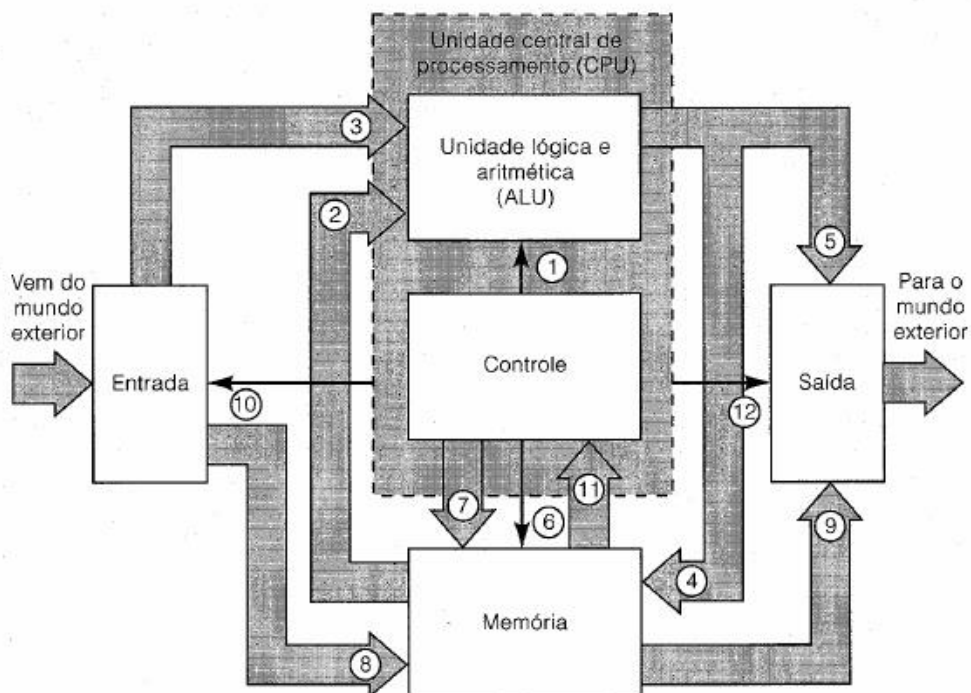 Unidade central de
processamento (CPU)
3
Unidade lógica e
aritmética
(ALU)
2
1
5
Vem do
mundo
exterior
Para o
mundo
exterior
Entrada
Controle
Saída
10
12
7
6
11
9
4
Memória
8